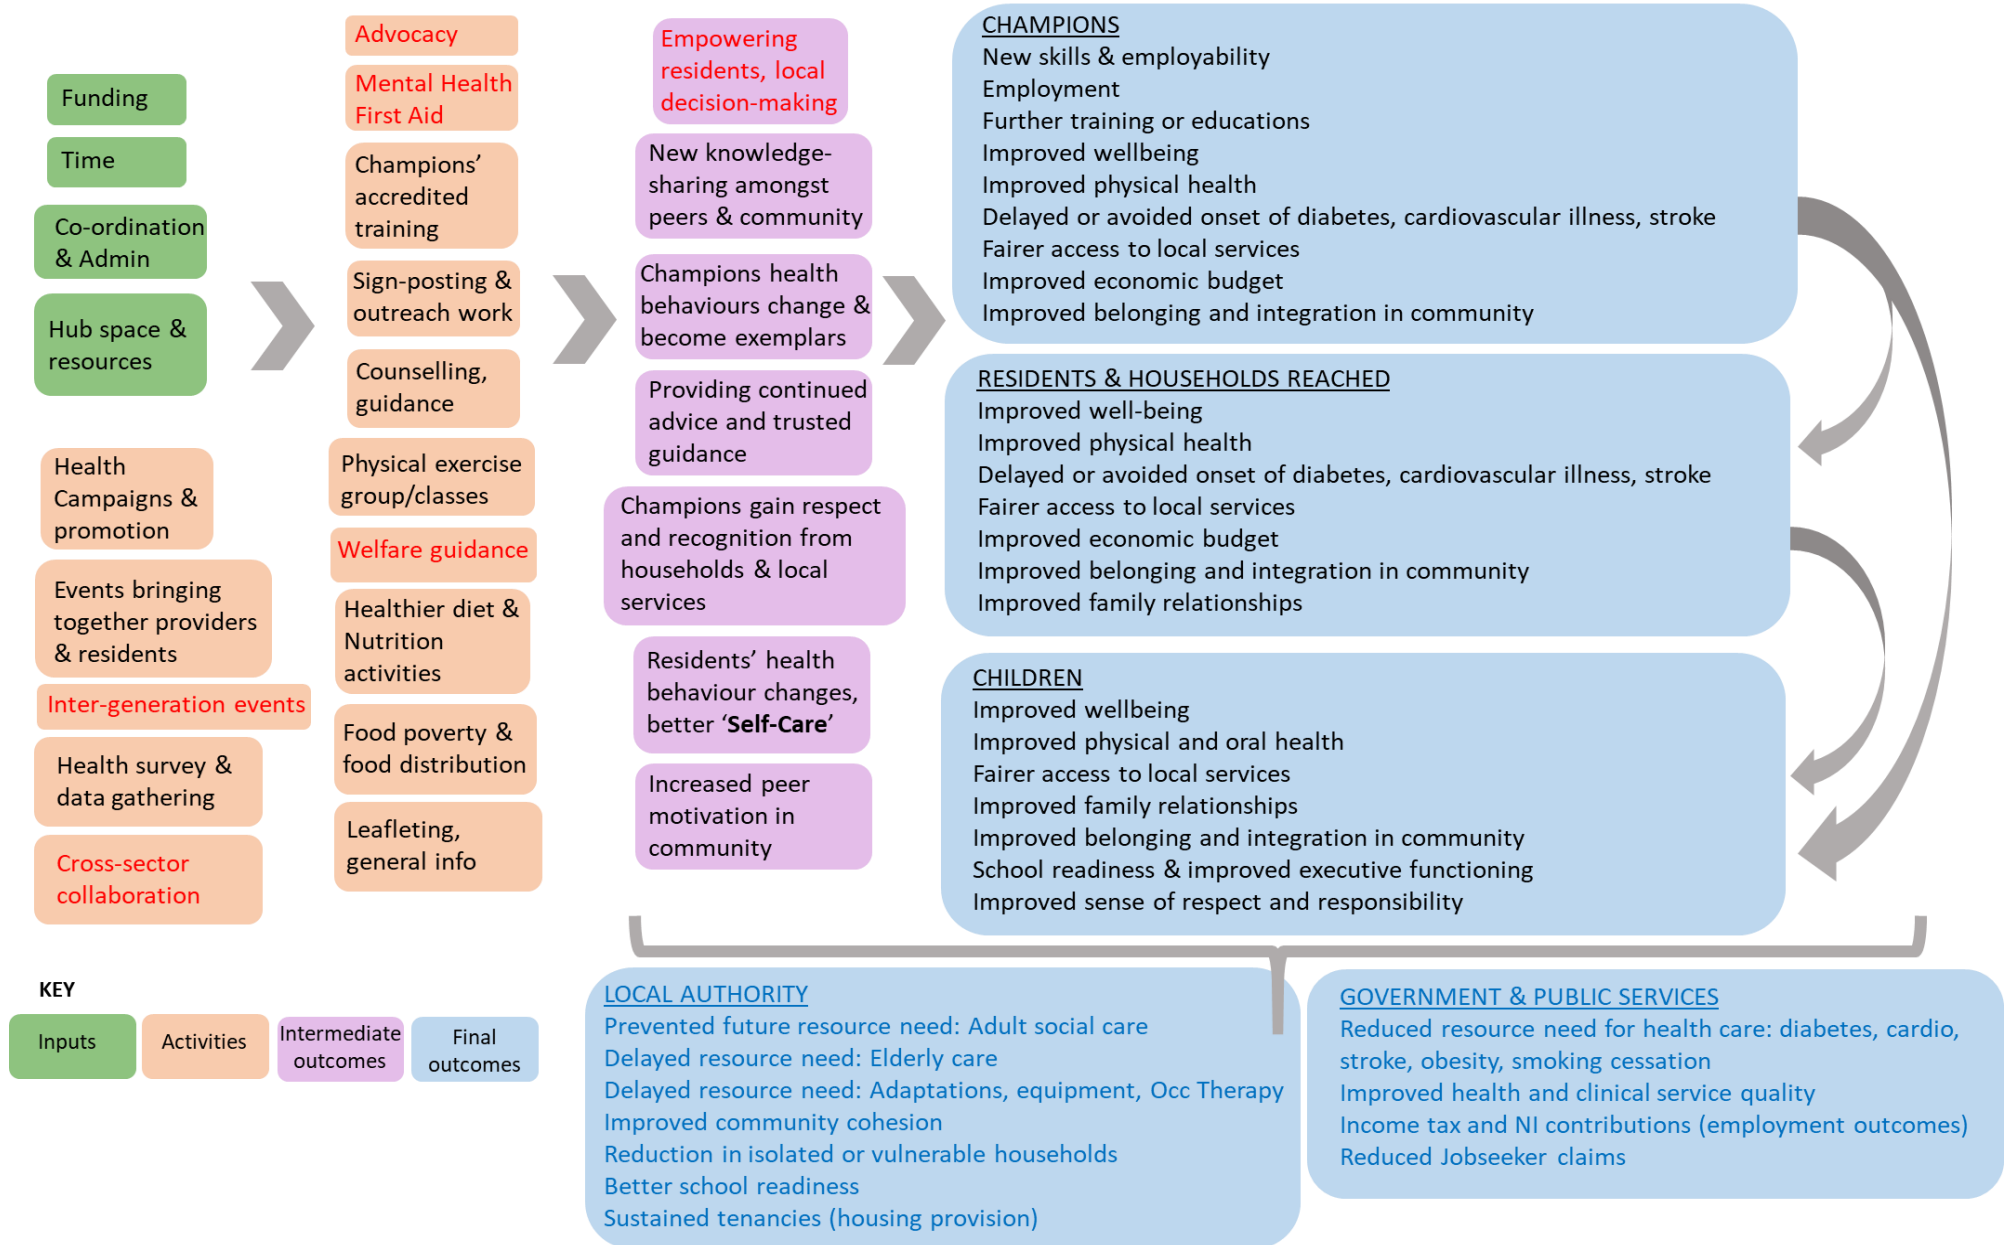 Funding
Time
Co-ordination
& Admin
Hub space &
resources
Health
Campaigns &
promotion
Events bringing
together providers
& residents
Inter-generation events
Health survey &
data gathering
Cross-sector
collaboration
Advocacy
Mental Health
First Aid
Champions’
accredited
training
Sign-posting &
outreach work
Counselling,
guidance
Physical exercise
group/classes
Welfare guidance
Healthier diet &
Nutrition
activities
Food poverty &
food distribution
Leafleting,
general info
Empowering
residents, local
decision-making
New knowledge-
sharing amongst
peers & community
Champions health
behaviours change &
become exemplars
Providing continued
advice and trusted
guidance
Champions gain respect
and recognition from
households & local
services
Residents’ health
behaviour changes,
better ‘Self-Care’
Increased peer
motivation in
community
CHAMPIONS
New skills & employability
Employment
Further training or educations
Improved wellbeing
Improved physical health
Delayed or avoided onset of diabetes, cardiovascular illness, stroke
Fairer access to local services
Improved economic budget
Improved belonging and integration in community
RESIDENTS & HOUSEHOLDS REACHED
Improved well-being
Improved physical health
Delayed or avoided onset of diabetes, cardiovascular illness, stroke
Fairer access to local services
Improved economic budget
Improved belonging and integration in community
Improved family relationships
CHILDREN
Improved wellbeing
Improved physical and oral health
Fairer access to local services
Improved family relationships
Improved belonging and integration in community
School readiness & improved executive functioning
Improved sense of respect and responsibility
KEY
Inputs
Activities
Intermediate
outcomes
Final
outcomes
LOCAL AUTHORITY
Prevented future resource need: Adult social care
Delayed resource need: Elderly care
Delayed resource need: Adaptations, equipment, Occ Therapy
Improved community cohesion
Reduction in isolated or vulnerable households
Better school readiness
Sustained tenancies (housing provision)
GOVERNMENT & PUBLIC SERVICES
Reduced resource need for health care: diabetes, cardio,
stroke, obesity, smoking cessation
Improved health and clinical service quality
Income tax and NI contributions (employment outcomes)
Reduced Jobseeker claims